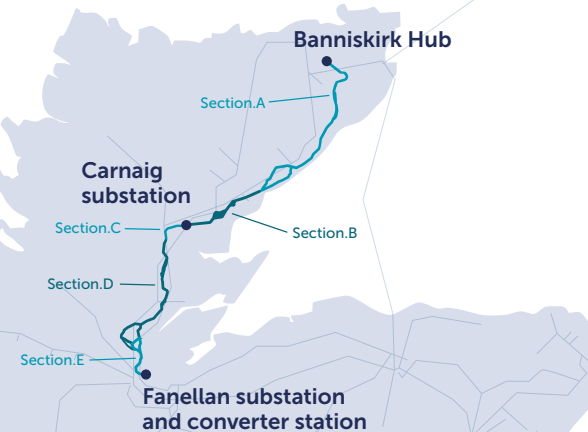 Banniskirk Hub
Section.A
Carnaig
substation
Section.C
Section.B
Section.D
Section.E
Fanellan substation
and converter station